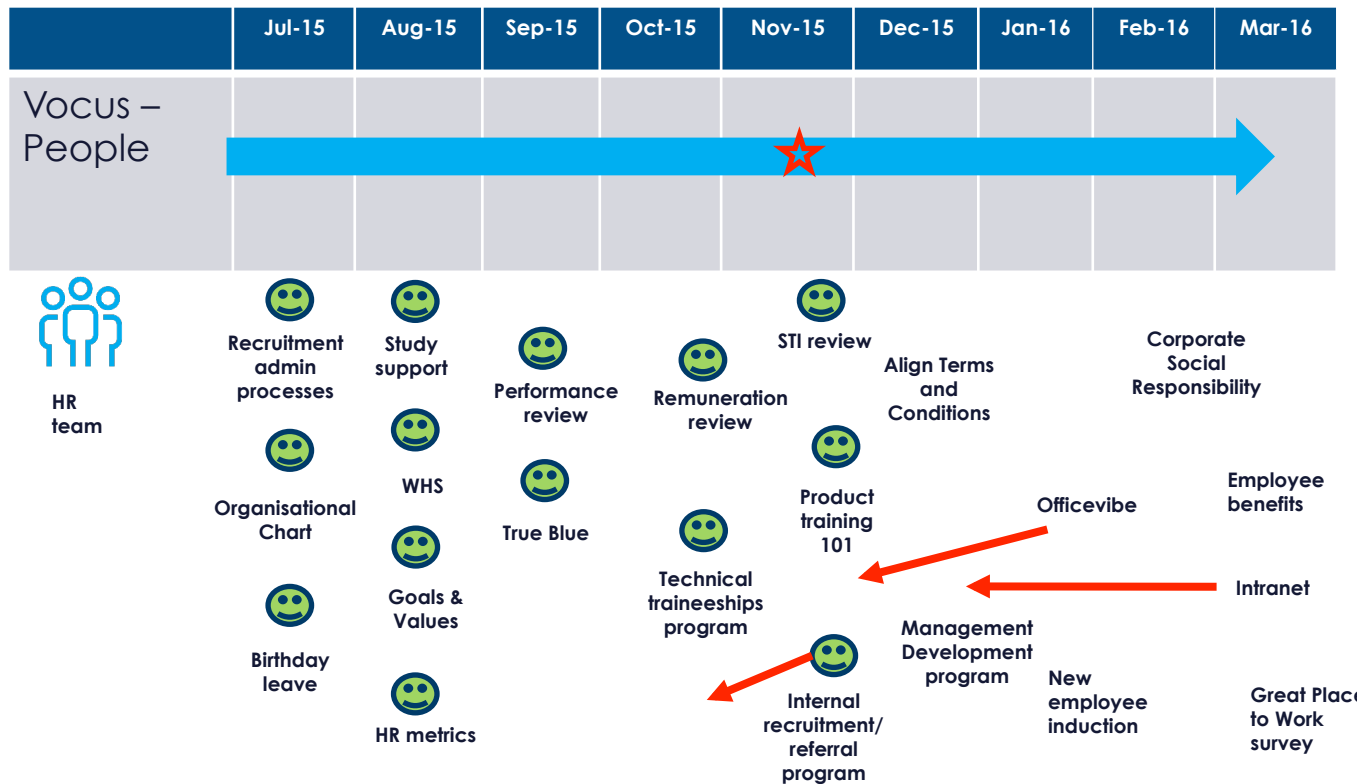 Jul-15 Aug-15 Sep-15 Oct-15 Nov-15 Dec-15 Jan-16 Feb-16 Mar-16
Vocus –
People
HR
team
Recruitment
admin
processes
Organisational
Chart
Birthday
leave
Study
support
WHS
Goals &
Values
HR metrics
Performance
review
True Blue
Remuneration
review
Technical
traineeships
program
STI review
Product
training
101
Internal
recruitment/
referral
program
Align Terms
and
Conditions
Management
Development
program
Officevibe
New
employee
induction
Corporate
Social
Responsibility
Employee
benefits
Intranet
Great Place
to Work
survey